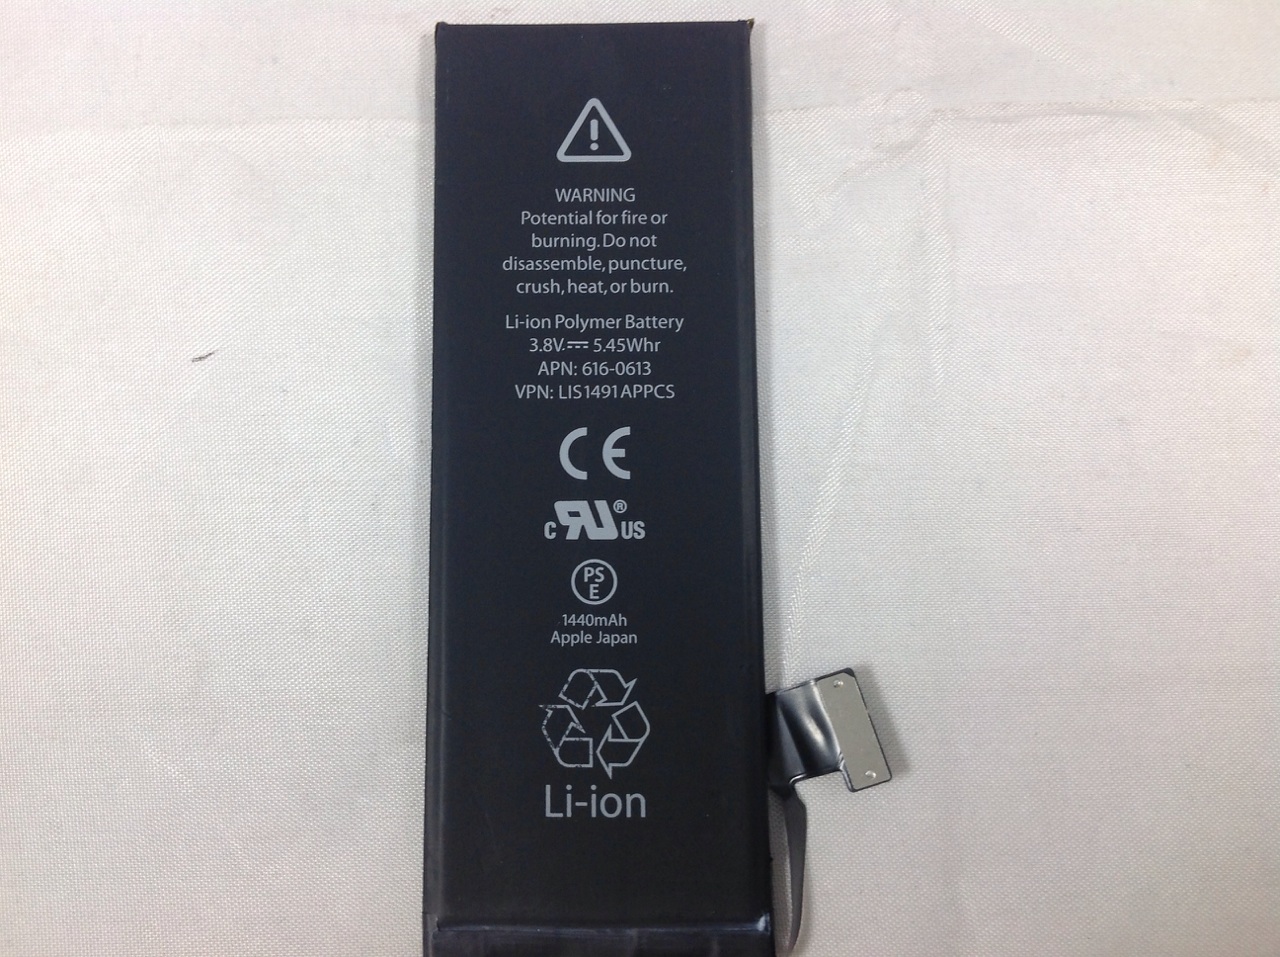 WARNING
Potential for fire or
burning. Do not
disassemble, puncture,
crush, heat, or burn.
Li-ion Polymer Battery
3.8V⎓ 5.45Whr
APN: 616-0613
VPN: LIS1491APPCS
CE
c RU ® US
PS
E
1440mAh
Apple Japan
Li-ion